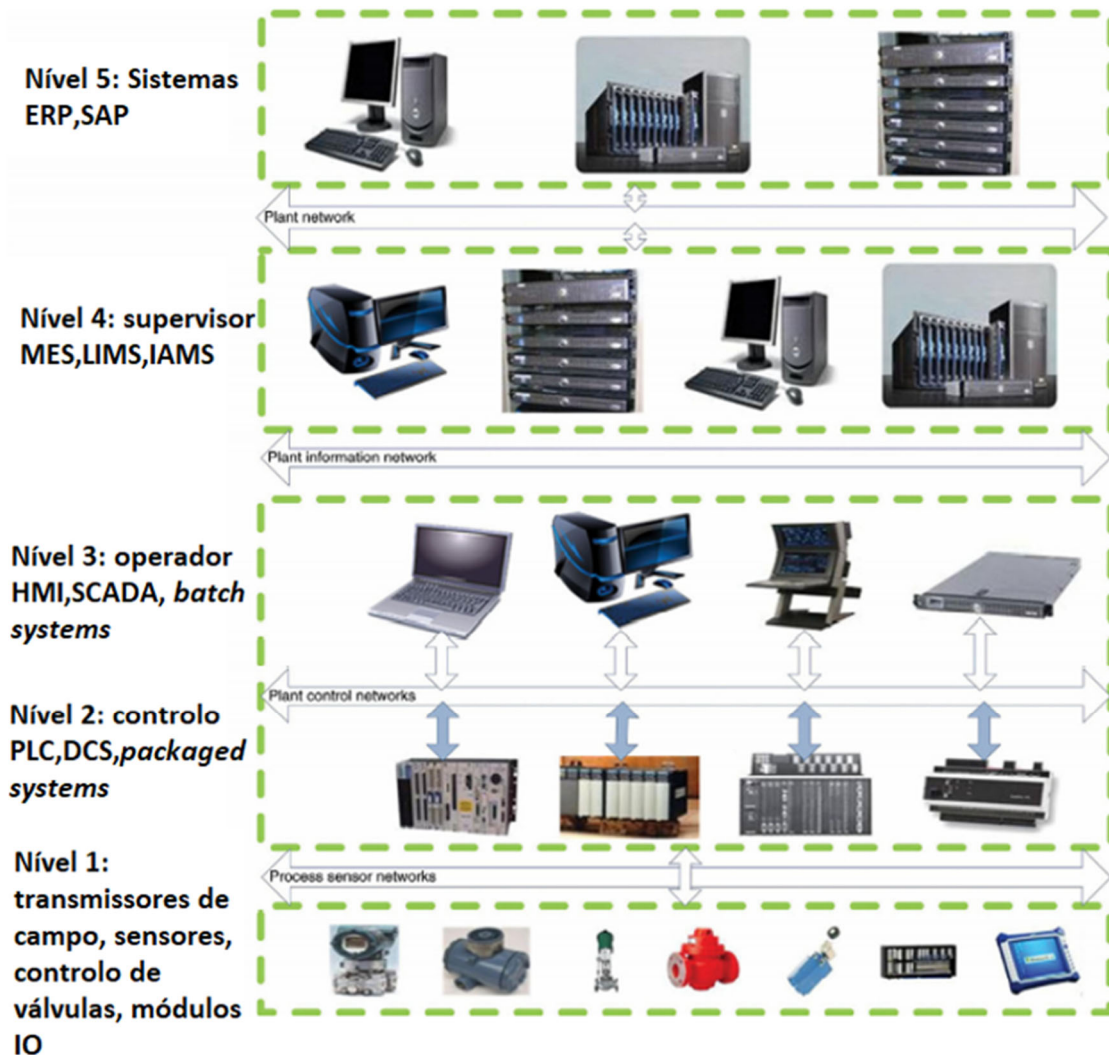 Nível 5: Sistemas
ERP,SAP
Plant network
Nível 4: supervisor
MES,LIMS,IAMS
Plant information network
Nível 3: operador
HMI,SCADA, batch
systems
Plant control networks
Nível 2: controlo
PLC,DCS,packaged
systems
Nível 1:
transmissores de
campo, sensores,
controlo de
válvulas, módulos
IO
Process sensor networks